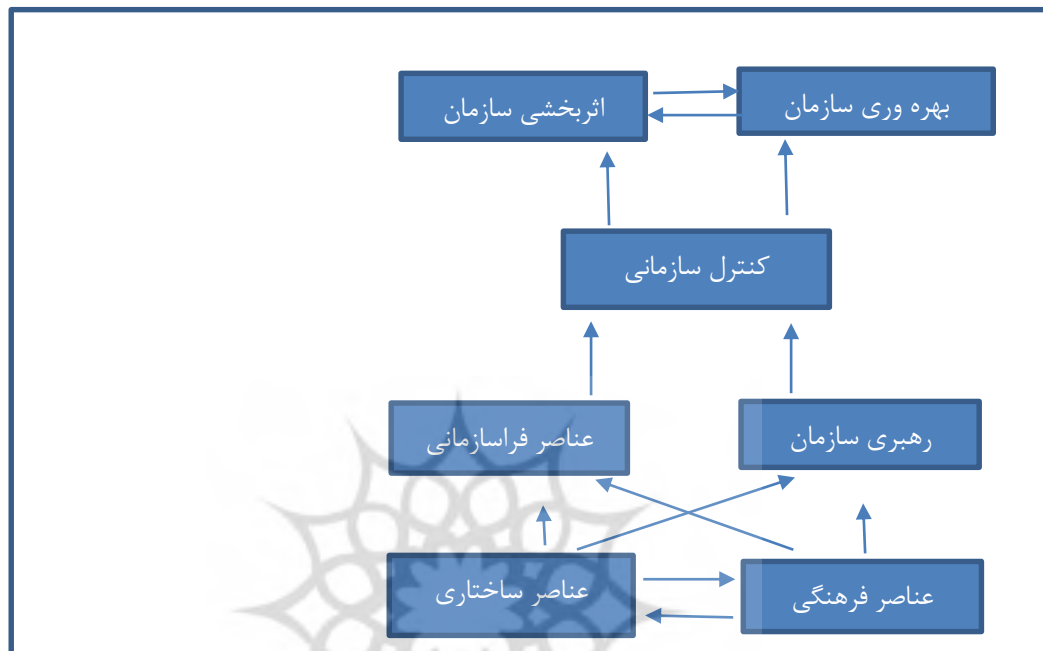 بهره وری سازمان
اثربخشی سازمان
کنترل سازمانی
رهبری سازمان
عناصر فراسازمانی
عناصر فرهنگی
عناصر ساختاری